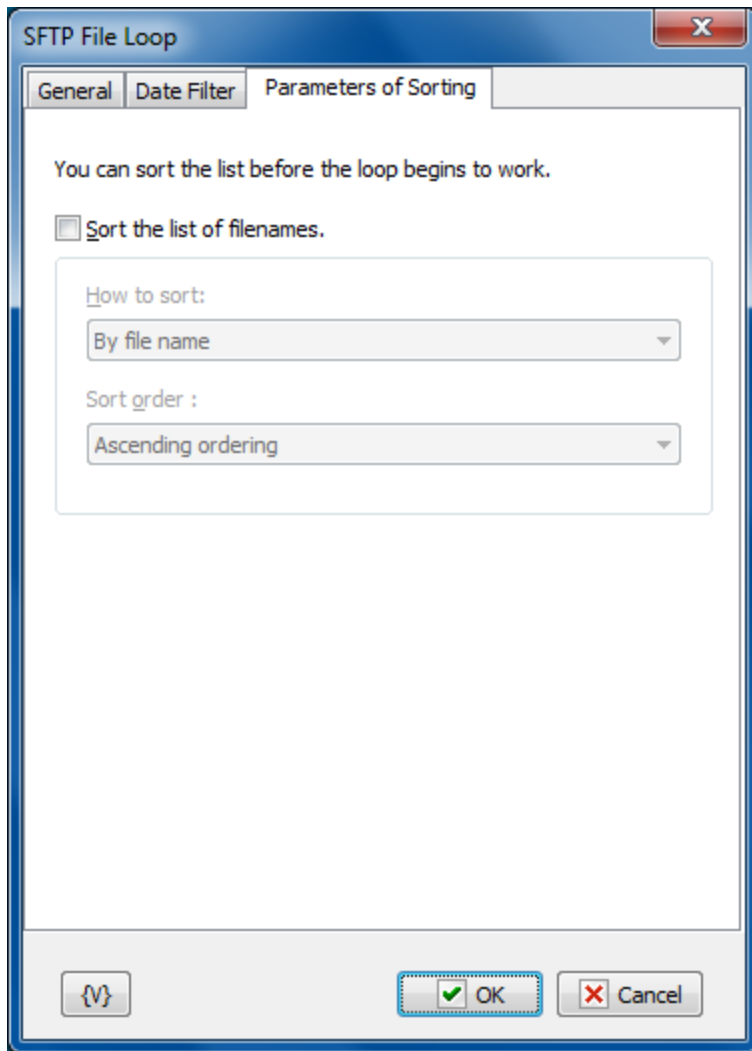 SFTP File Loop
General
Date Filter
Parameters of Sorting
You can sort the list before the loop begins to work.
Sort the list of filenames.
How to sort:
By file name
Sort order :
Ascending ordering
{V}
OK
Cancel